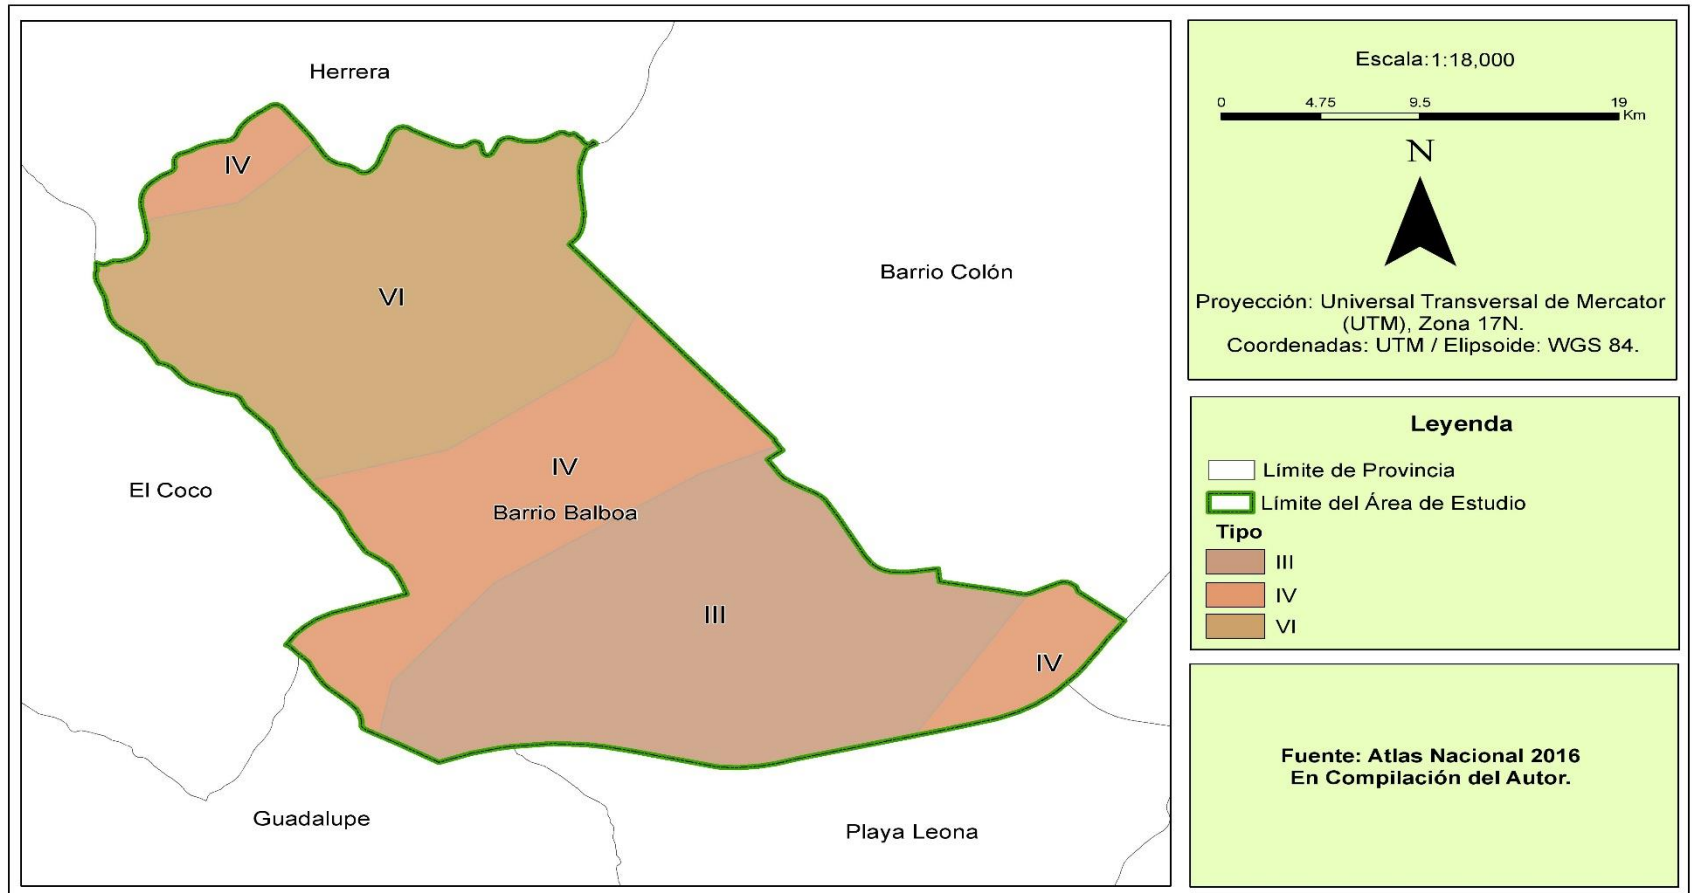 Herrera
IV
Barrio Colón
VI
IV
El Coco
Barrio Balboa
III
IV
Guadalupe
Playa Leona
Escala:1:18,000
0 4.75 9.5 19
Km
N
Proyección: Universal Transversal de Mercator
(UTM), Zona 17N.
Coordenadas: UTM / Elipsoide: WGS 84.
Leyenda
Límite de Provincia
Límite del Área de Estudio
Tipo
III
IV
VI
Fuente: Atlas Nacional 2016
En Compilación del Autor.